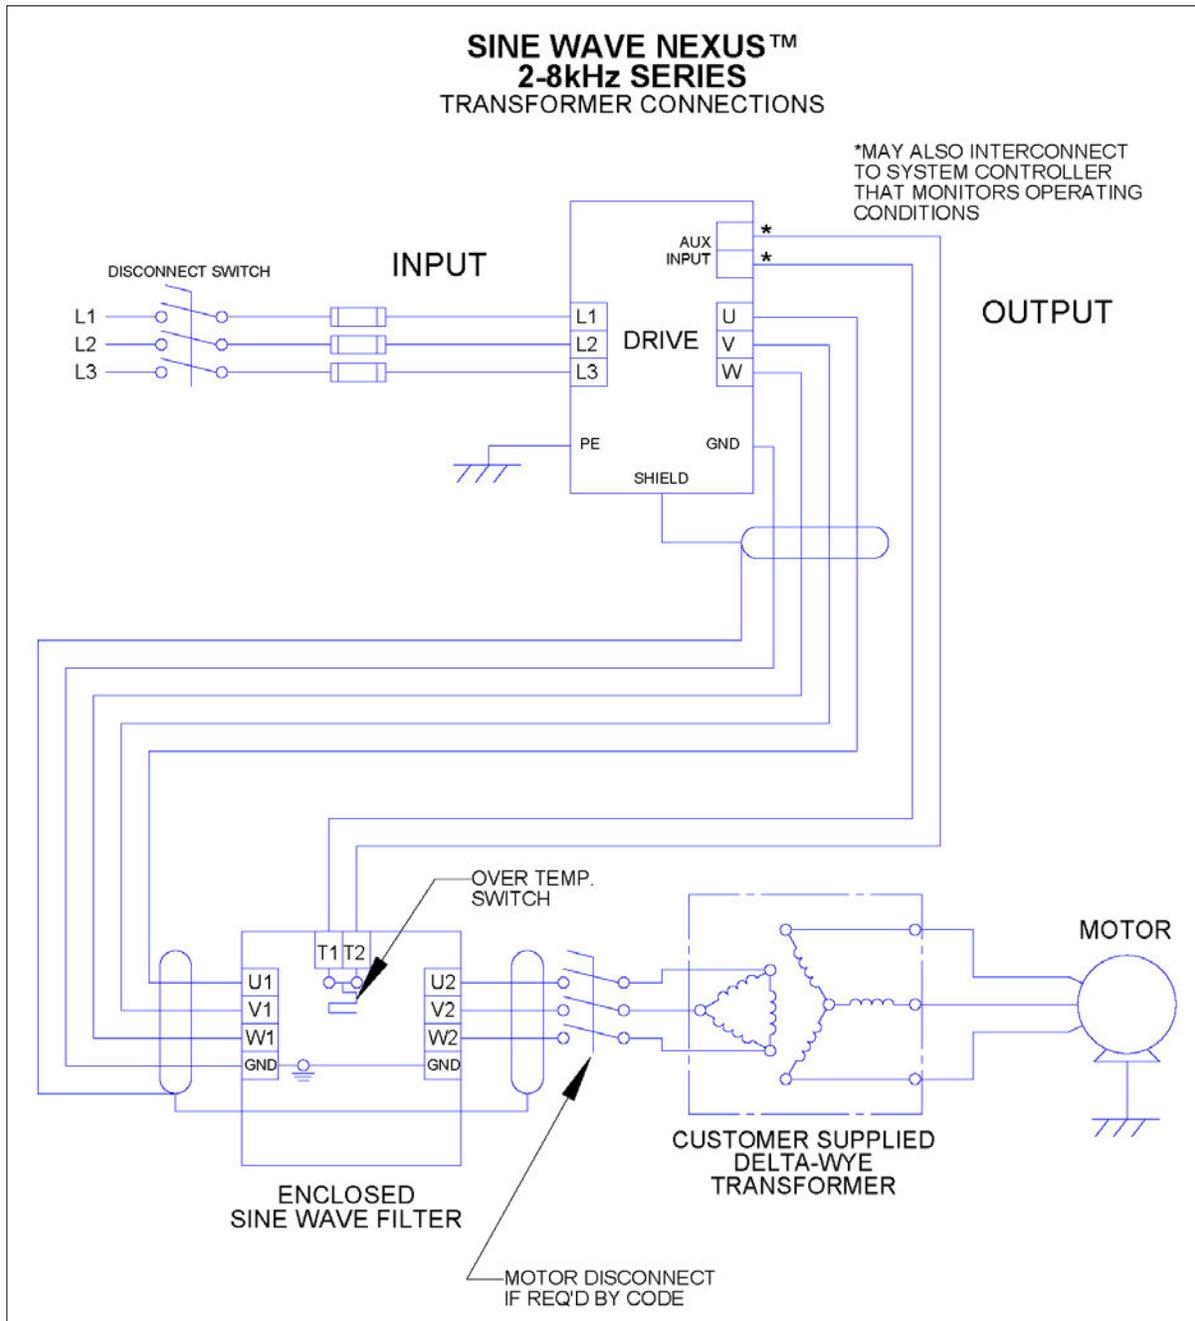 SINE WAVE NEXUS™
2-8kHz SERIES
TRANSFORMER CONNECTIONS
*MAY ALSO INTERCONNECT
TO SYSTEM CONTROLLER
THAT MONITORS OPERATING
CONDITIONS
DISCONNECT SWITCH
INPUT
AUX
INPUT
*
*
OUTPUT
L1
L2
L3
L1
L2
L3
DRIVE
U
V
W
PE
GND
SHIELD
OVER TEMP.
SWITCH
T1 T2
U1
V1
W1
GND
U2
V2
W2
GND
MOTOR
CUSTOMER SUPPLIED
DELTA-WYE
TRANSFORMER
ENCLOSED
SINE WAVE FILTER
MOTOR DISCONNECT
IF REQ'D BY CODE